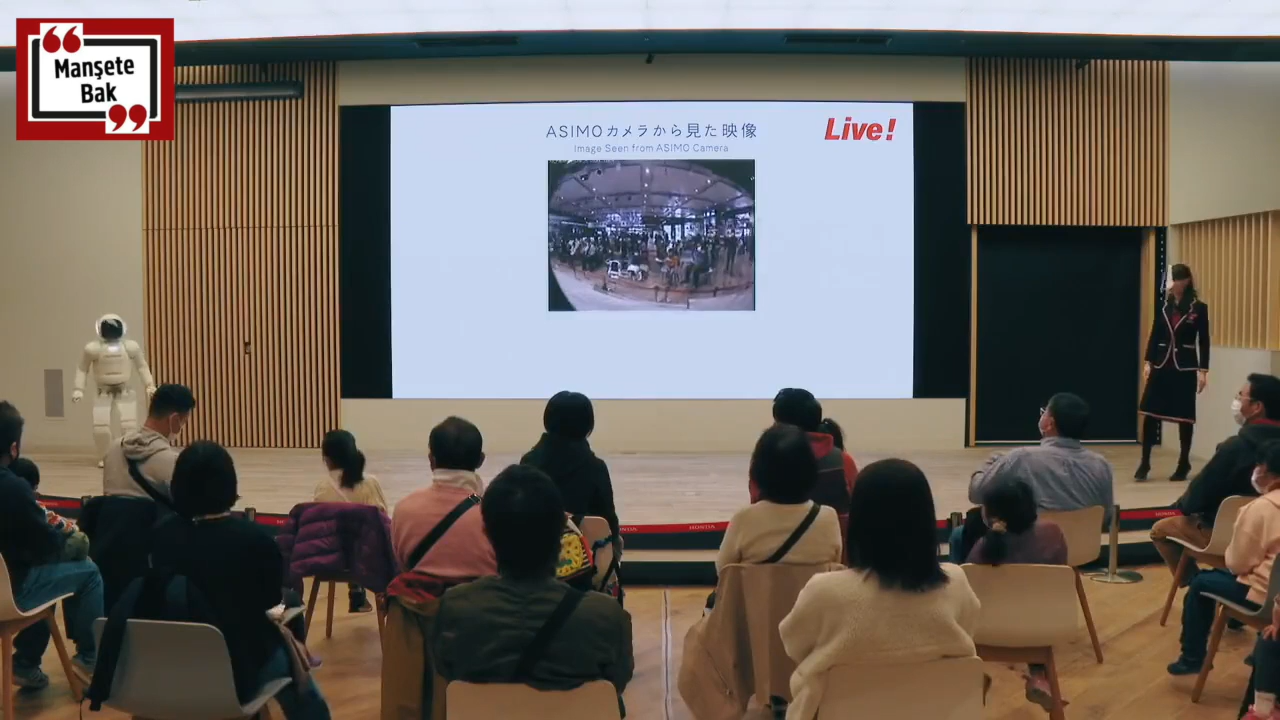 Manşete
Bak
ASIMOカメラから見た映像
Image Seen from ASIMO Camera
Live!
HONDA